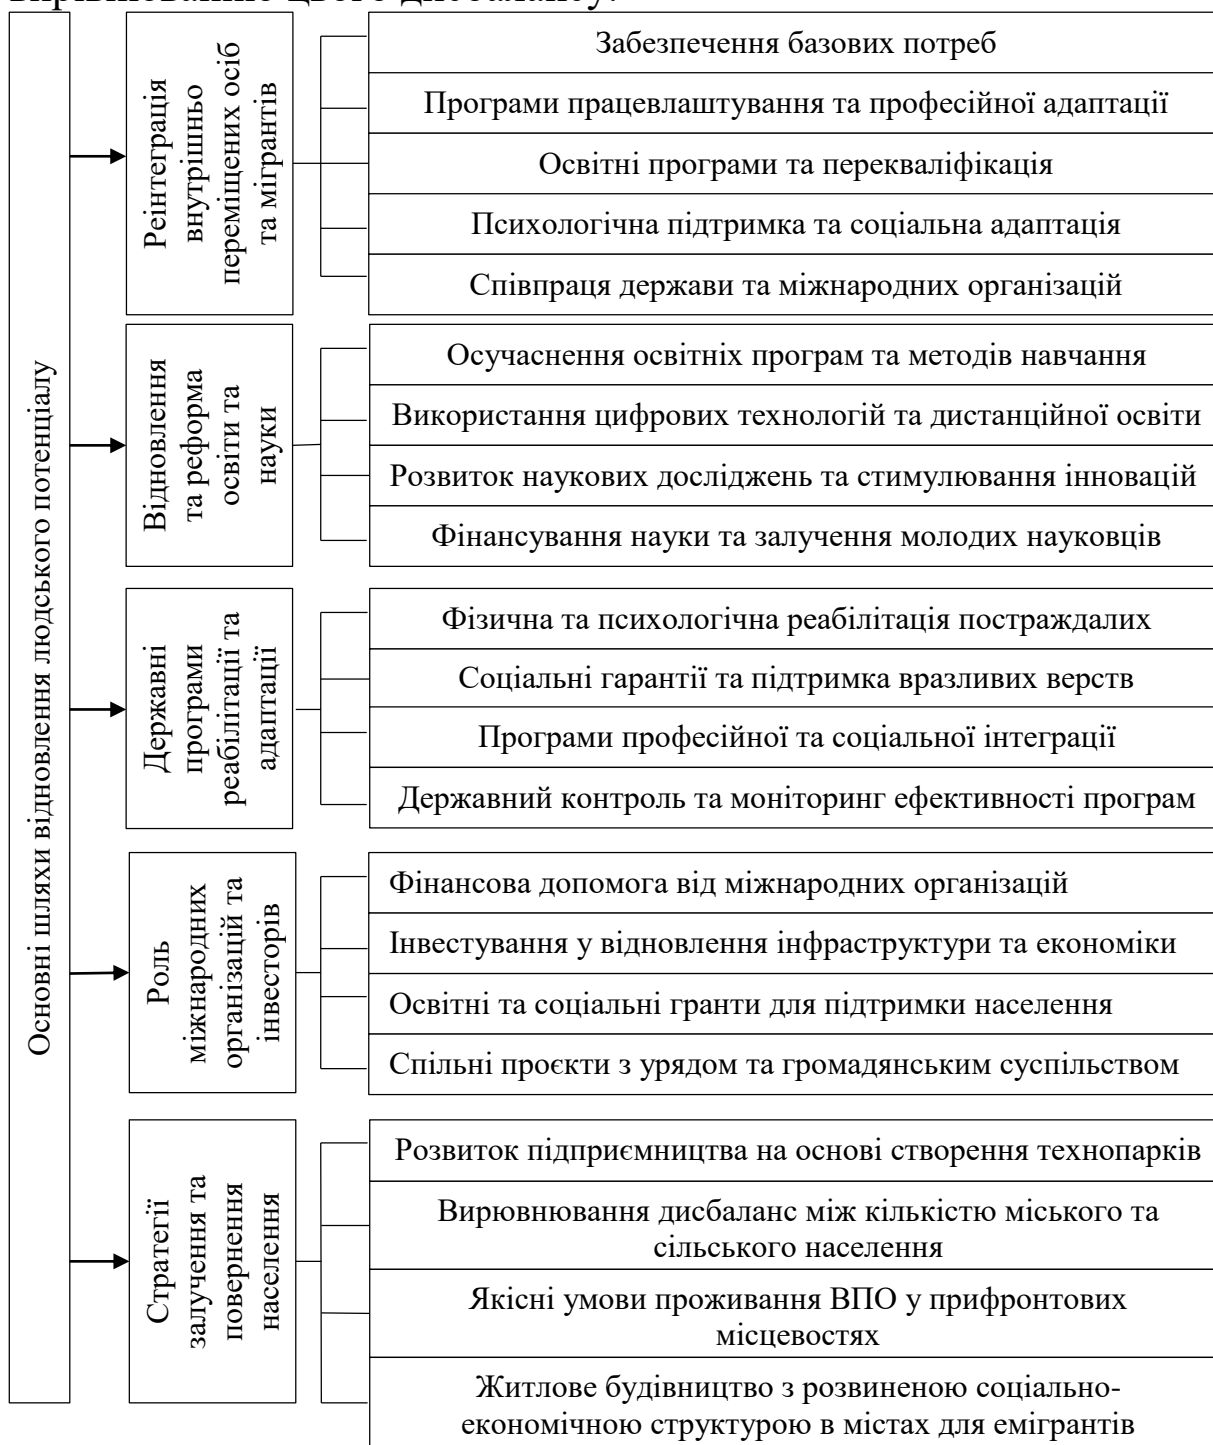 вирівнюванню цього дисбалансу.
Основні шляхи відновлення людського потенціалу
Реінтеграція
внутрішньо
переміщених осіб
та мігрантів
Забезпечення базових потреб
Програми працевлаштування та професійної адаптації
Освітні програми та перекваліфікація
Психологічна підтримка та соціальна адаптація
Співпраця держави та міжнародних організацій
Відновлення
та реформа
освіти та
науки
Осучаснення освітніх програм та методів навчання
Використання цифрових технологій та дистанційної освіти
Розвиток наукових досліджень та стимулювання інновацій
Фінансування науки та залучення молодих науковців
Державні
програми
реабілітації та
адаптації
Фізична та психологічна реабілітація постраждалих
Соціальні гарантії та підтримка вразливих верств
Програми професійної та соціальної інтеграції
Державний контроль та моніторинг ефективності програм
Роль
міжнародних
організацій та
інвесторів
Фінансова допомога від міжнародних організацій
Інвестування у відновлення інфраструктури та економіки
Освітні та соціальні гранти для підтримки населення
Спільні проєкти з урядом та громадянським суспільством
Стратегії
залучення та
повернення
населення
Розвиток підприємництва на основі створення технопарків
Вирювнювання дисбаланс між кількістю міського та
сільського населення
Якісні умови проживання ВПО у прифронтових
місцевостях
Житлове будівництво з розвиненою соціально-
економічною структурою в містах для емігрантів